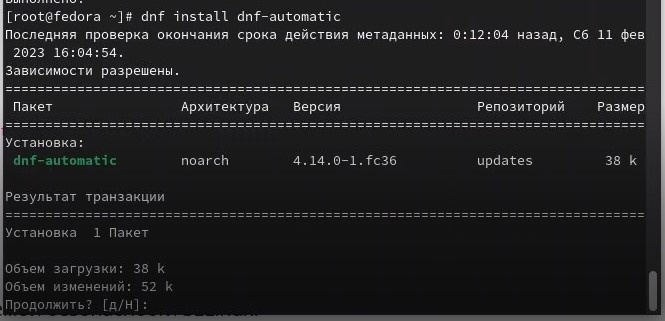 Выполнено.
[root@fedora ~]# dnf install dnf-automatic
Последняя проверка окончания срока действия метаданных: 0:12:04 назад, Сб 11 фев
2023 16:04:54.
Зависимости разрешены.
================================================================================
Пакет Архитектура Версия Репозиторий Размер
================================================================================
Установка:
dnf-automatic noarch 4.14.0-1.fc36 updates 38 k
Результат транзакции
================================================================================
Установка 1 Пакет
Объем загрузки: 38 k
Объем изменений: 52 k
Продолжить? [д/Н]: